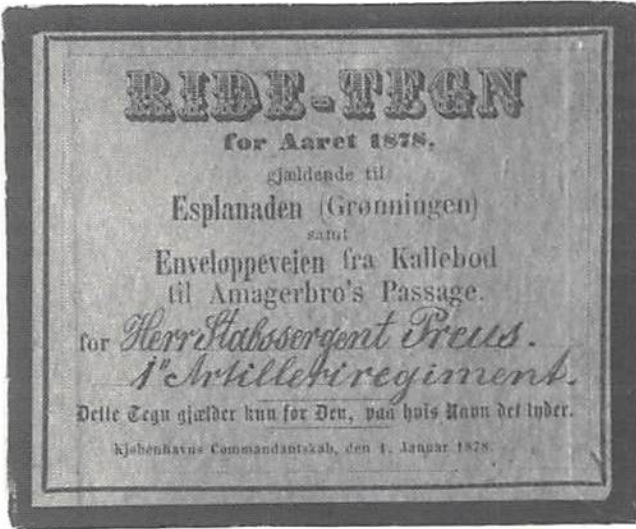 RIDE-TEGN
for Aaret 1878.
gjældende til
Esplanaden (Grønningen)
samt
Enveloppeveien fra Kallebod
til Amagerbro's Passage.
for Herr Stabssergent Preus.
1ste Artilleriregiment.
Dette Tegn gjælder kun for Den, paa hvis Navn det lyder.
Kjøbenhavns Commandantskab, den 1. Januar 1878.